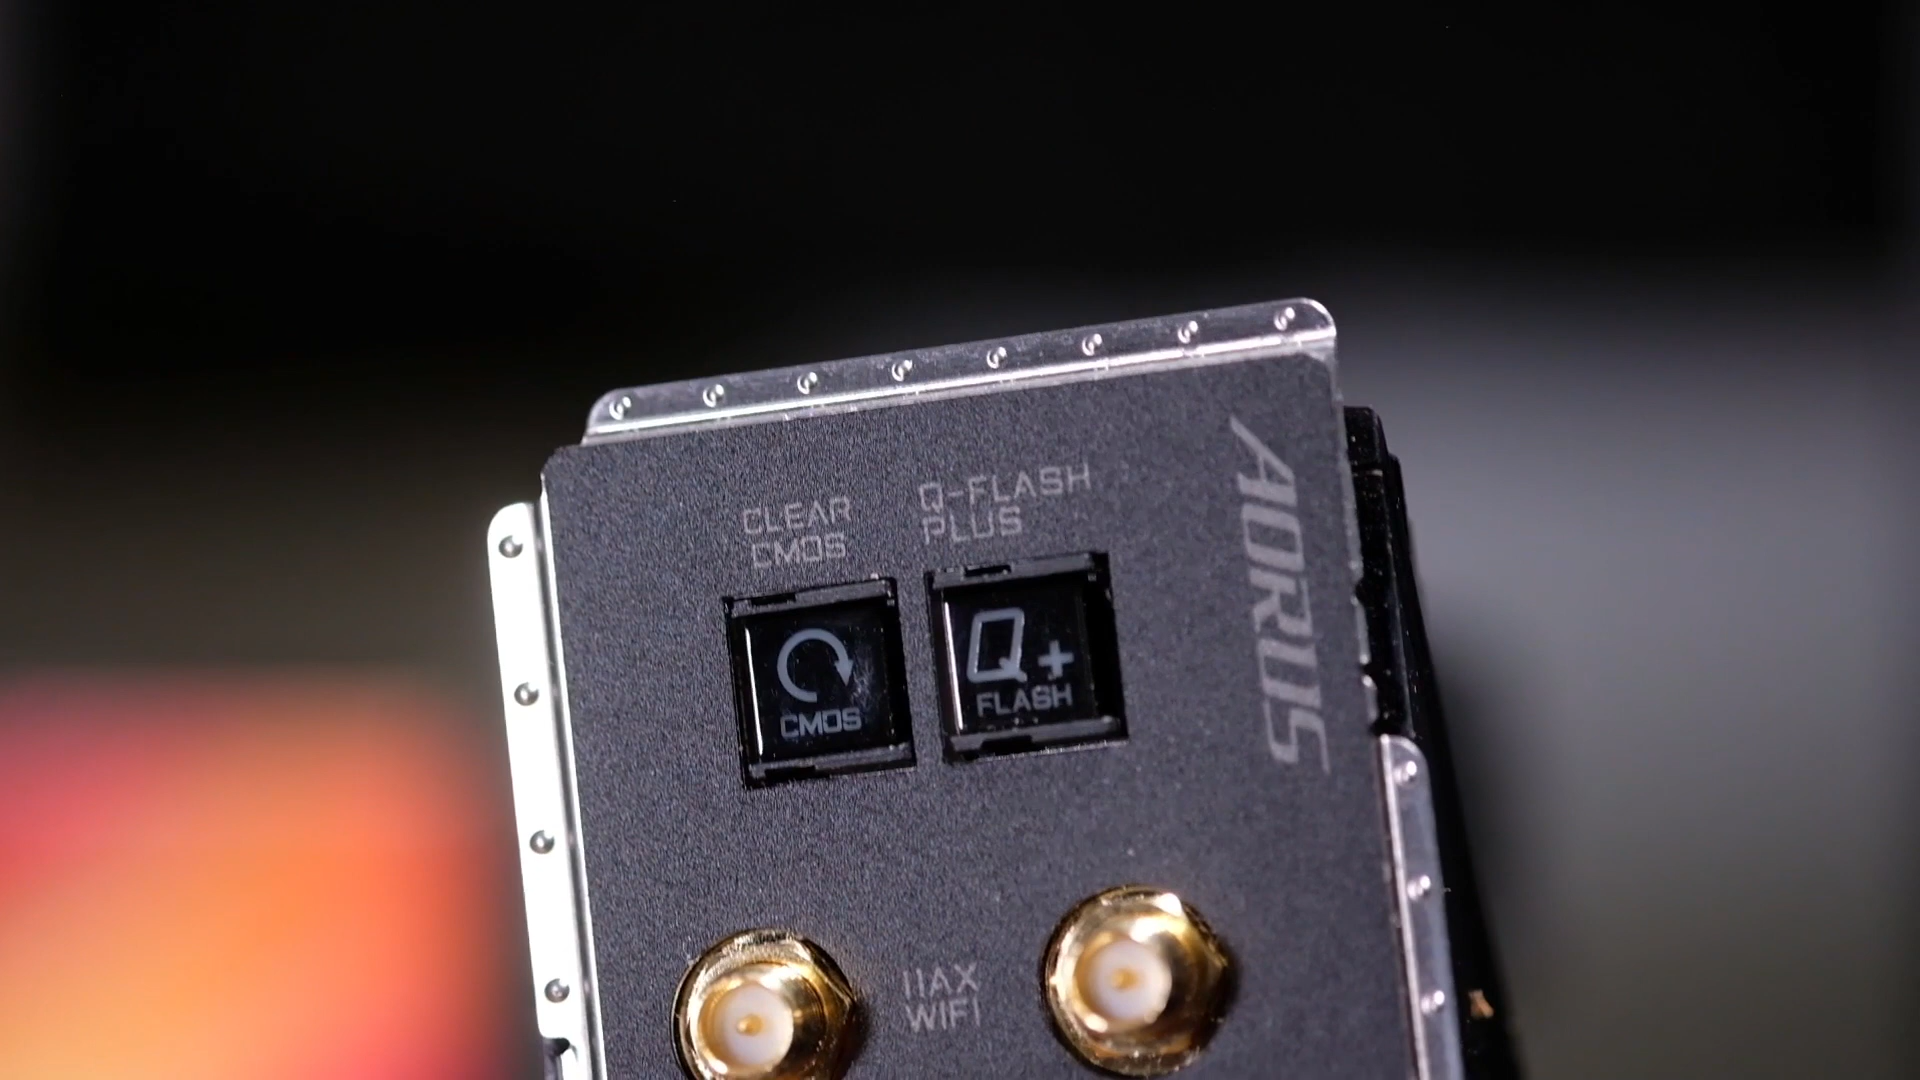 CLEAR
CMOS
Q-FLASH
PLUS
CMOS
Q+
FLASH
AORUS
11AX
WIFI